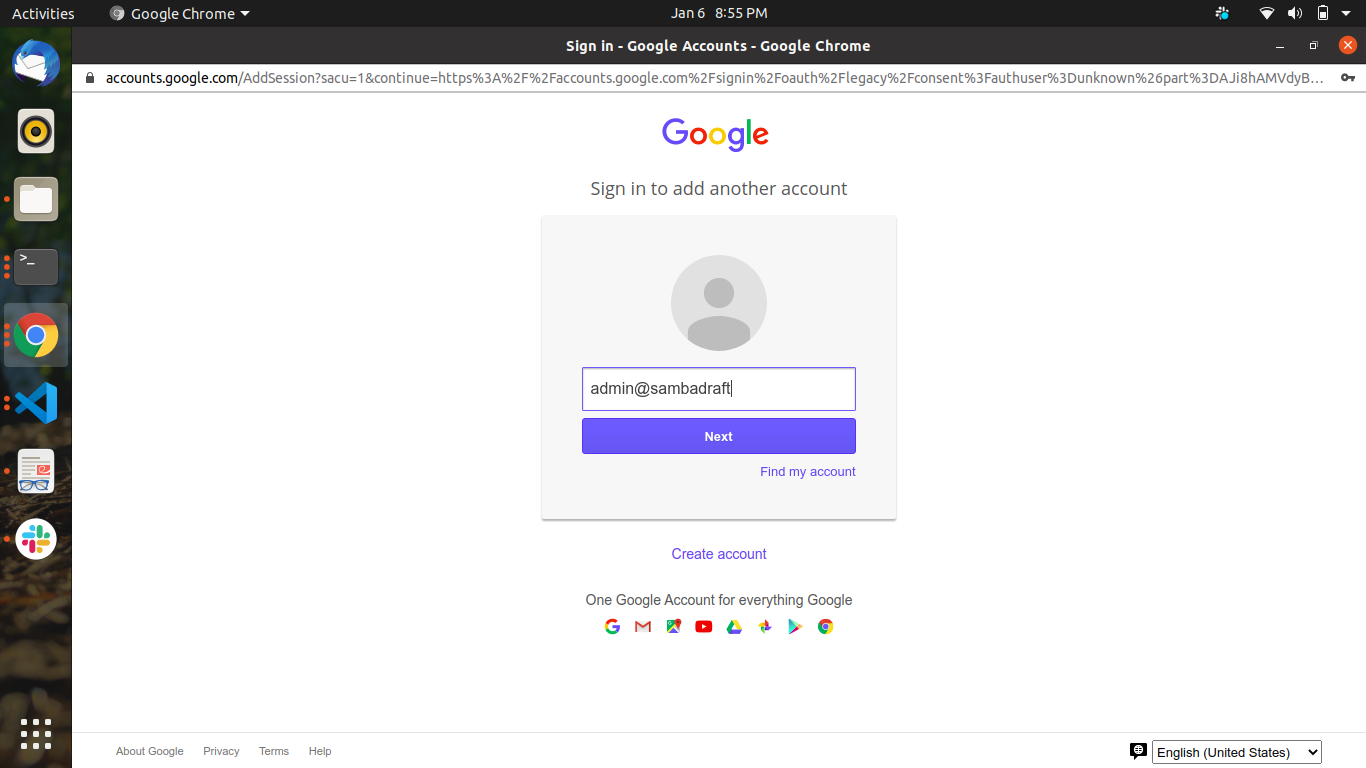 Activities
Google Chrome
Jan 6 8:55 PM
Sign in - Google Accounts - Google Chrome
accounts.google.com/AddSession?sacu=1&continue=https%3A%2F%2Faccounts.google.com%2Fsignin%2Foauth%2Flegacy%2Fconsent%3Fauthuser%3Dunknown%26part%3DAJi8hAMVdyB…
Google
Sign in to add another account
>_
admin@sambadraft
Next
Find my account
Create account
One Google Account for everything Google
About Google Privacy Terms Help
English (United States)